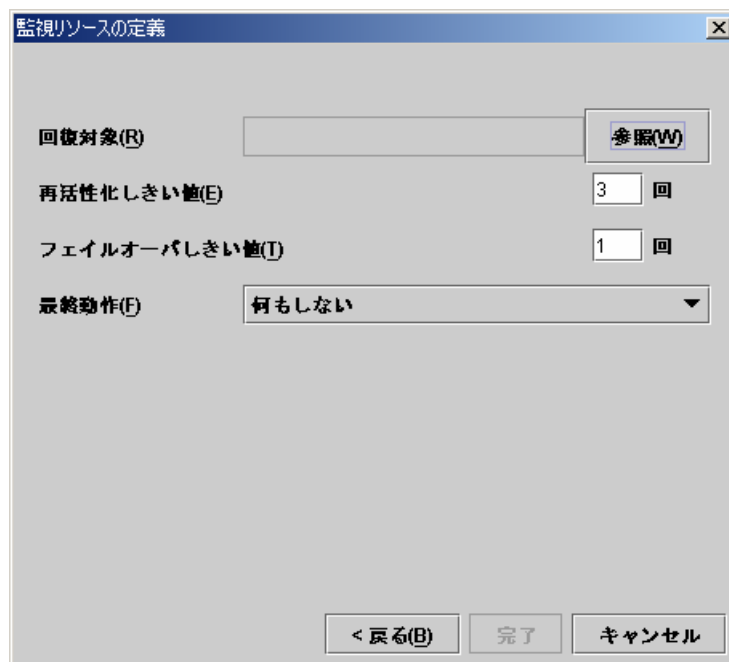 監視リソースの定義
回復対象(R) 参照(W)
再活性化しきい値(E) 3 回
フェイルオーバしきい値(T) 1 回
最終動作(F) 何もしない
< 戻る(B) 完了 キャンセル